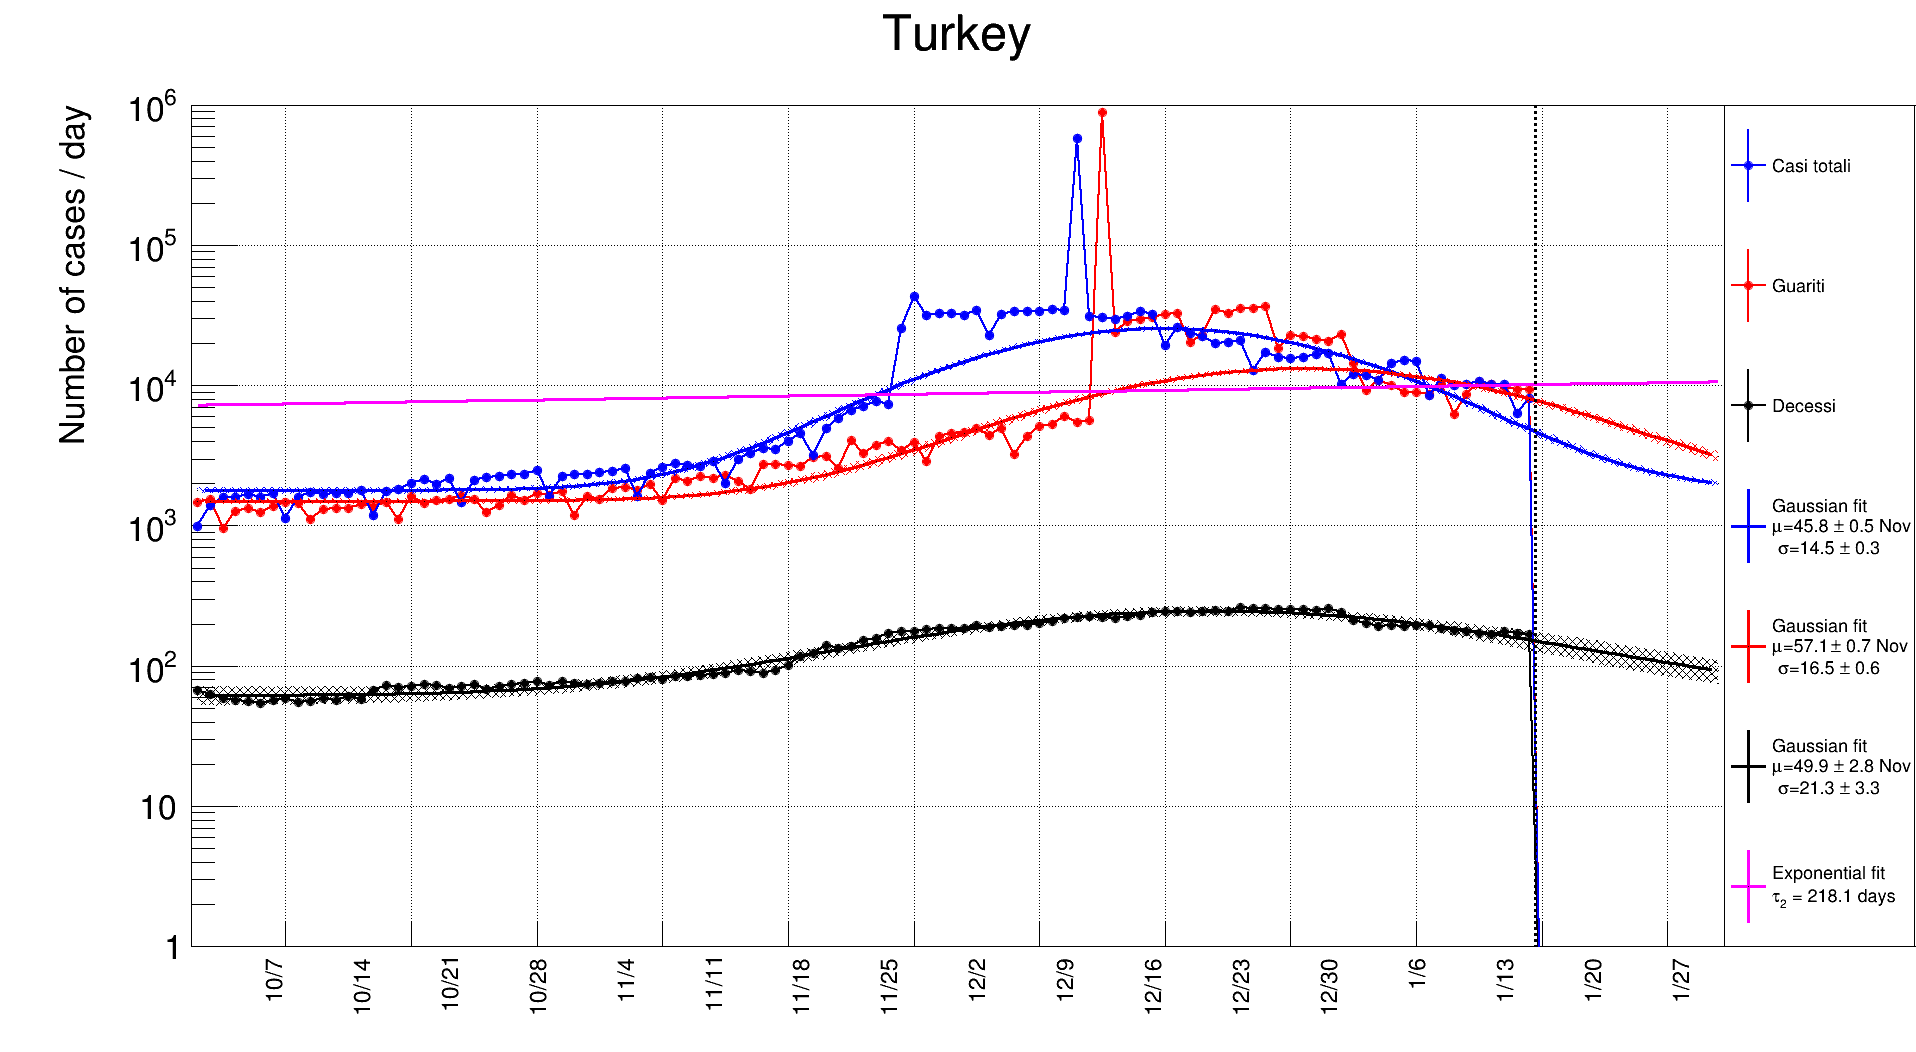 Turkey
Number of cases / day
10^6
10^5
10^4
10^3
10^2
10
1
10/7
10/14
10/21
10/28
11/4
11/11
11/18
11/25
12/2
12/9
12/16
12/23
12/30
1/6
1/13
1/20
1/27
Casi totali
Guariti
Decessi
Gaussian fit
μ=45.8 ± 0.5 Nov
σ=14.5 ± 0.3
Gaussian fit
μ=57.1 ± 0.7 Nov
σ=16.5 ± 0.6
Gaussian fit
μ=49.9 ± 2.8 Nov
σ=21.3 ± 3.3
Exponential fit
τ₂ = 218.1 days